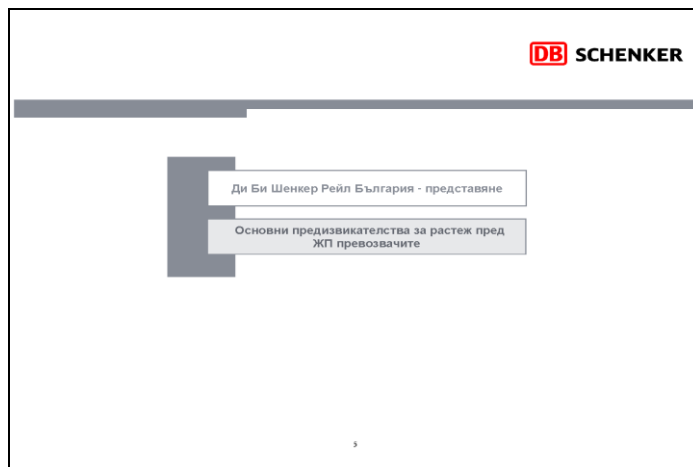 DB SCHENKER
Ди Би Шенкер Рейл България - представяне
Основни предизвикателства за растеж пред
ЖП превозвачите
5